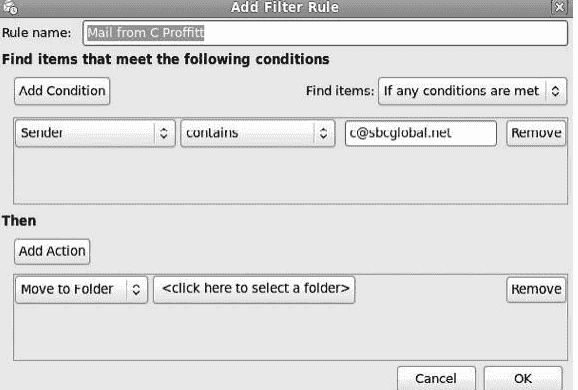 Add Filter Rule
Rule name: Mail from C Proffitt
Find items that meet the following conditions
Add Condition Find items: If any conditions are met
Sender contains c@sbcglobal.net Remove
Then
Add Action
Move to Folder <click here to select a folder> Remove
Cancel OK